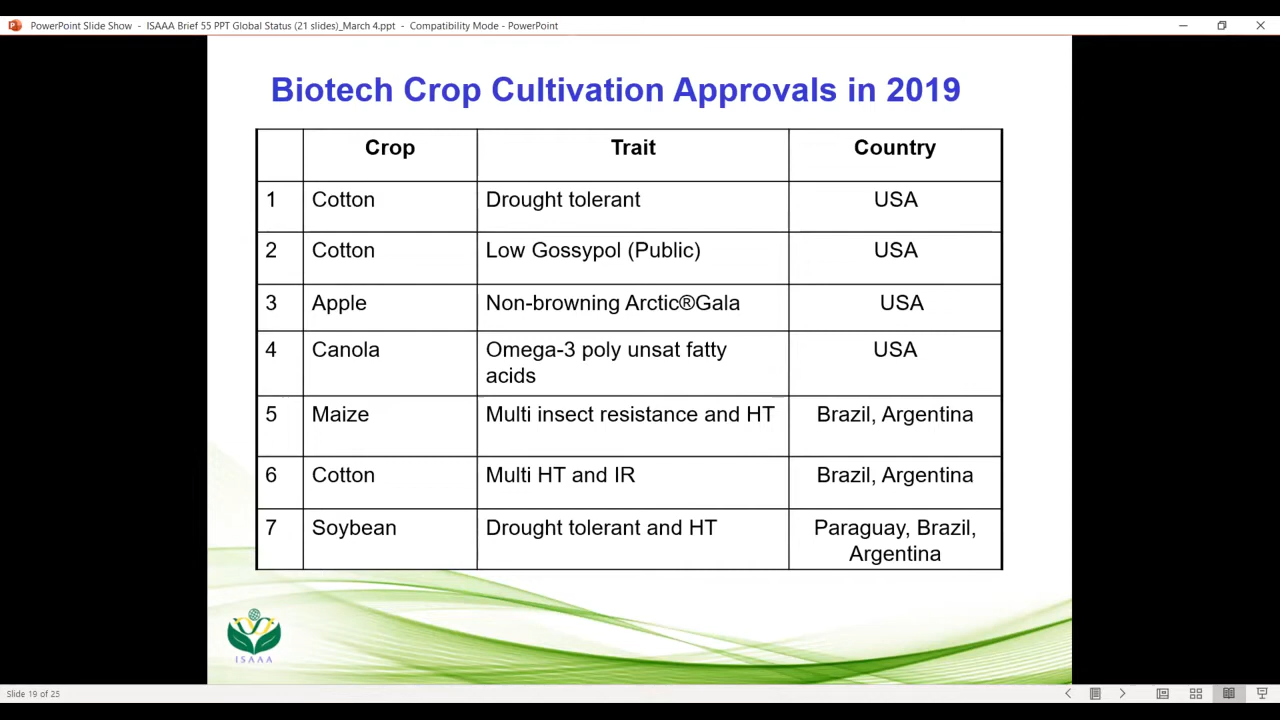 PowerPoint Slide Show - ISAAA Brief 55 PPT Global Status (21 slides)_March 4.ppt - Compatibility Mode - PowerPoint
Biotech Crop Cultivation Approvals in 2019
Crop Trait Country
1 Cotton Drought tolerant USA
2 Cotton Low Gossypol (Public) USA
3 Apple Non-browning Arctic®Gala USA
4 Canola Omega-3 poly unsat fatty USA
acids
5 Maize Multi insect resistance and HT Brazil, Argentina
6 Cotton Multi HT and IR Brazil, Argentina
7 Soybean Drought tolerant and HT Paraguay, Brazil,
Argentina
ISAAA
Slide 19 of 25